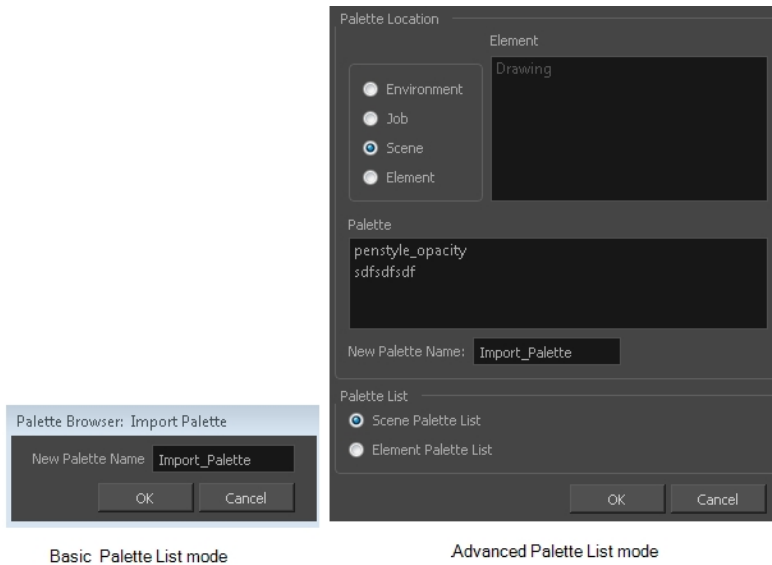 Palette Location
Element
Drawing
Environment
Job
Scene
Element
Palette
penstyle_opacity
sdfsdfsdf
New Palette Name: Import_Palette
Palette List
Scene Palette List
Element Palette List
OK Cancel
Palette Browser: Import Palette
New Palette Name Import_Palette
OK Cancel
Basic Palette List mode
Advanced Palette List mode